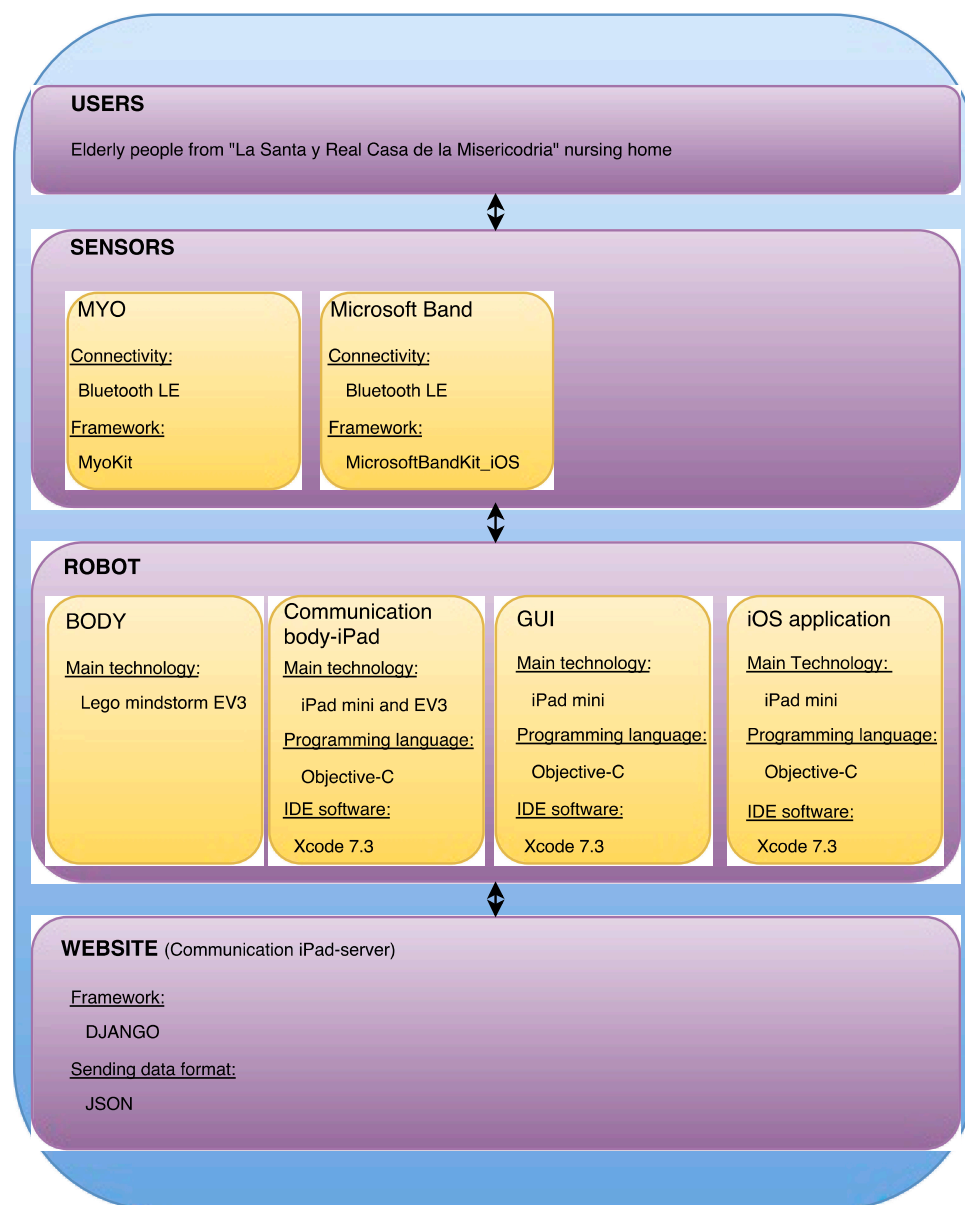 USERS
Elderly people from "La Santa y Real Casa de la Misericodria" nursing home
SENSORS
MYO
Connectivity:
Bluetooth LE
Framework:
MyoKit
Microsoft Band
Connectivity:
Bluetooth LE
Framework:
MicrosoftBandKit_iOS
ROBOT
BODY
Main technology:
Lego mindstorm EV3
Communication
body-iPad
Main technology:
iPad mini and EV3
Programming language:
Objective-C
IDE software:
Xcode 7.3
GUI
Main technology:
iPad mini
Programming language:
Objective-C
IDE software:
Xcode 7.3
iOS application
Main Technology:
iPad mini
Programming language:
Objective-C
IDE software:
Xcode 7.3
WEBSITE (Communication iPad-server)
Framework:
DJANGO
Sending data format:
JSON